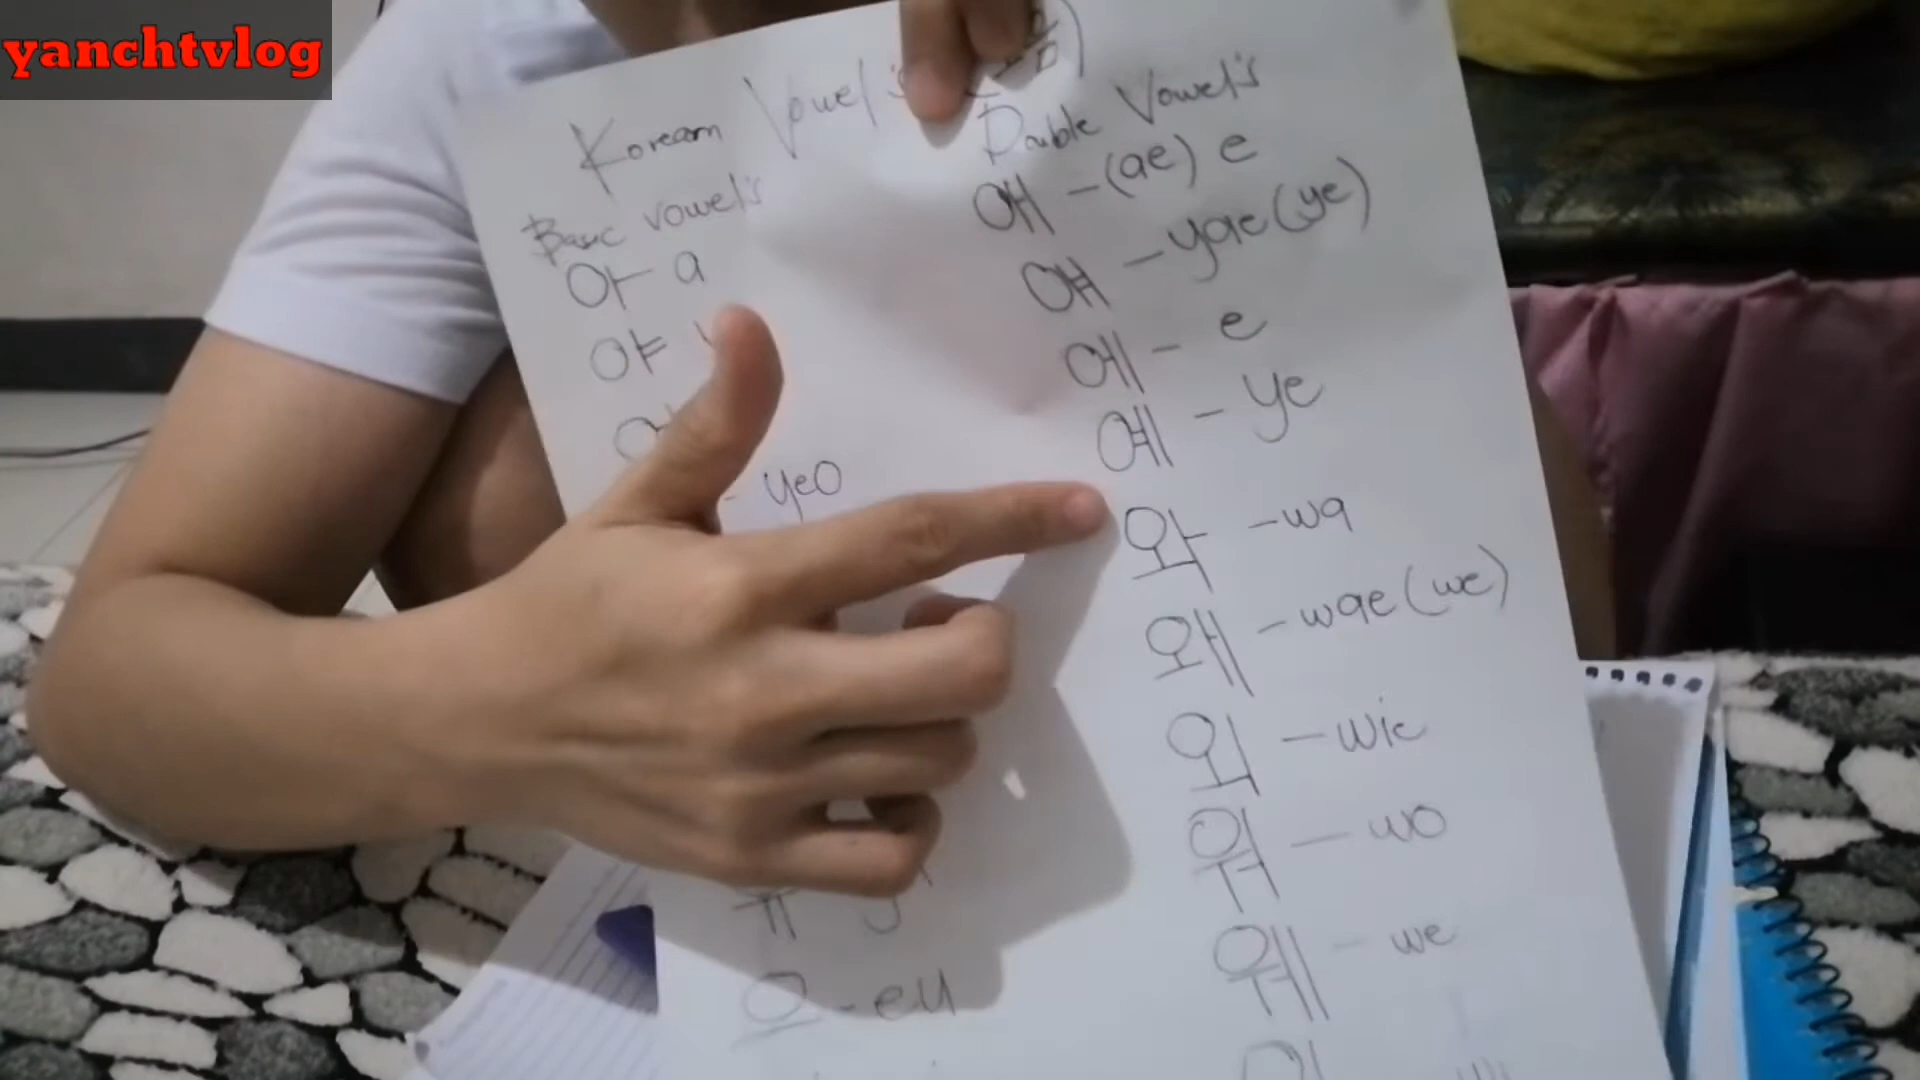 yanchtvlog
Korean Vowel's
Basic vowel's
아 a
야
- yeo
으 - eu
Double Vowel's
애 - (ae) e
얘 - yae (ye)
에 - e
예 - ye
와 - wa
왜 - wae (we)
외 - wie
워 - wo
웨 - we